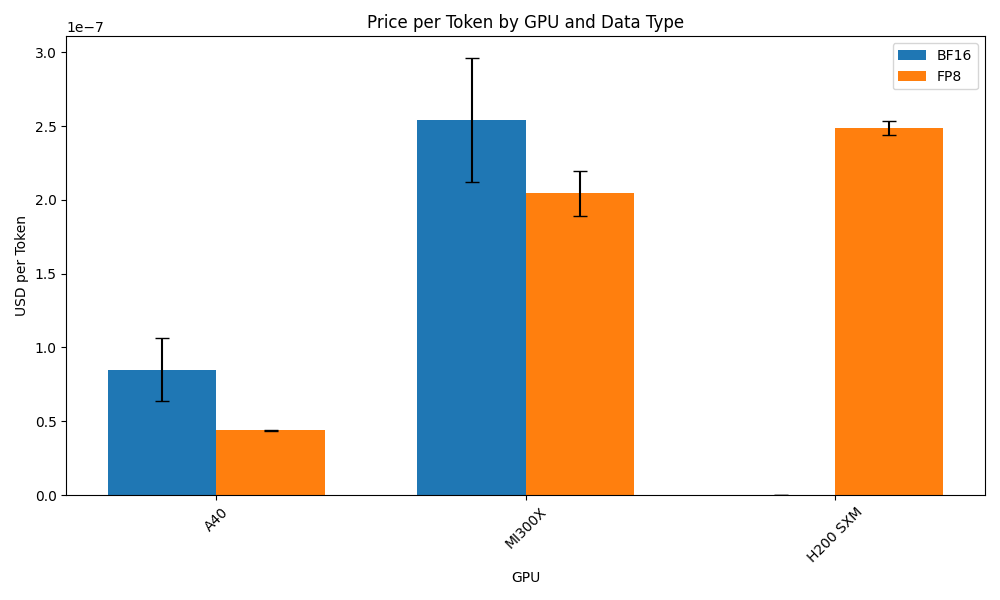 Price per Token by GPU and Data Type
1e−7
3.0
2.5
2.0
1.5
1.0
0.5
0.0
USD per Token
BF16
FP8
A40
MI300X
H200 SXM
GPU